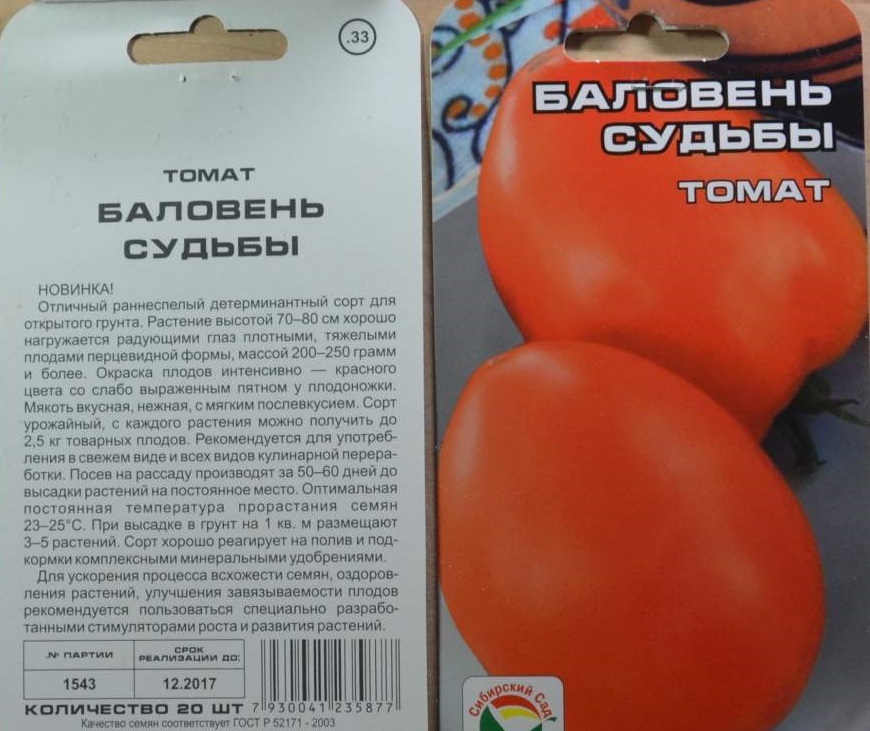 .33
ТОМАТ
БАЛОВЕНЬ
СУДЬБЫ
НОВИНКА!
Отличный раннеспелый детерминантный сорт для
открытого грунта. Растение высотой 70–80 см хорошо
нагружается радующими глаз плотными, тяжелыми
плодами перцевидной формы, массой 200–250 грамм
и более. Окраска плодов интенсивно — красного
цвета со слабо выраженным пятном у плодоножки.
Мякоть вкусная, нежная, с мягким послевкусием. Сорт
урожайный, с каждого растения можно получить до
2,5 кг товарных плодов. Рекомендуется для употреб-
ления в свежем виде и всех видов кулинарной перера-
ботки. Посев на рассаду производят за 50–60 дней до
высадки растений на постоянное место. Оптимальная
постоянная температура прорастания семян
23–25°С. При высадке в грунт на 1 кв. м размещают
3–5 растений. Сорт хорошо реагирует на полив и под-
кормки комплексными минеральными удобрениями.
Для ускорения процесса всхожести семян, оздоров-
ления растений, улучшения завязываемости плодов
рекомендуется пользоваться специально разрабо-
танными стимуляторами роста и развития растений.
.№ ПАРТИИ
СРОК
РЕАЛИЗАЦИИ ДО:
1543
12.2017
КОЛИЧЕСТВО 20 ШТ
7 930041 235877
Качество семян соответствует ГОСТ Р 52171 - 2003
БАЛОВЕНЬ
СУДЬБЫ
ТОМАТ
Сибирский Сад